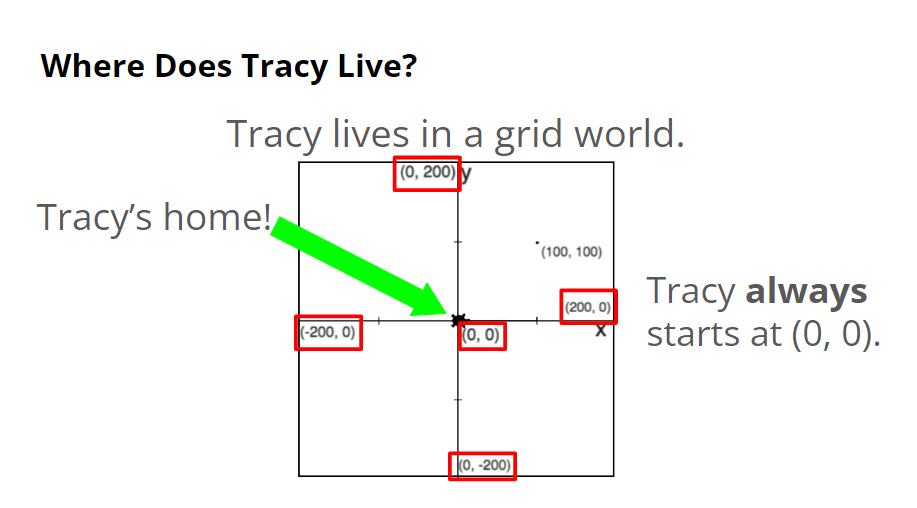 Where Does Tracy Live?
Tracy lives in a grid world.
(0, 200)
y
Tracy’s home!
(100, 100)
(200, 0)
Tracy always
starts at (0, 0).
(-200, 0)
(0, 0)
x
(0, -200)